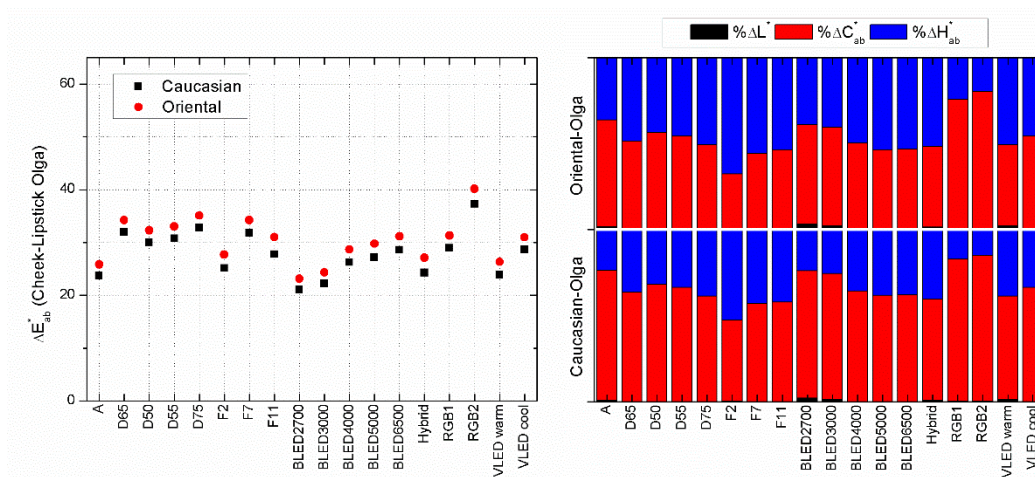 %ΔL* %ΔC*ab %ΔH*ab
60
40
20
0
ΔE*ab (Cheek-Lipstick Olga)
Caucasian
Oriental
A
D65
D50
D55
D75
F2
F7
F11
BLED2700
BLED3000
BLED4000
BLED5000
BLED6500
Hybrid
RGB1
RGB2
VLED warm
VLED cool
Oriental-Olga
Caucasian-Olga
A
D65
D50
D55
D75
F2
F7
F11
BLED2700
BLED3000
BLED4000
BLED5000
BLED6500
Hybrid
RGB1
RGB2
VLED warm
VLED cool